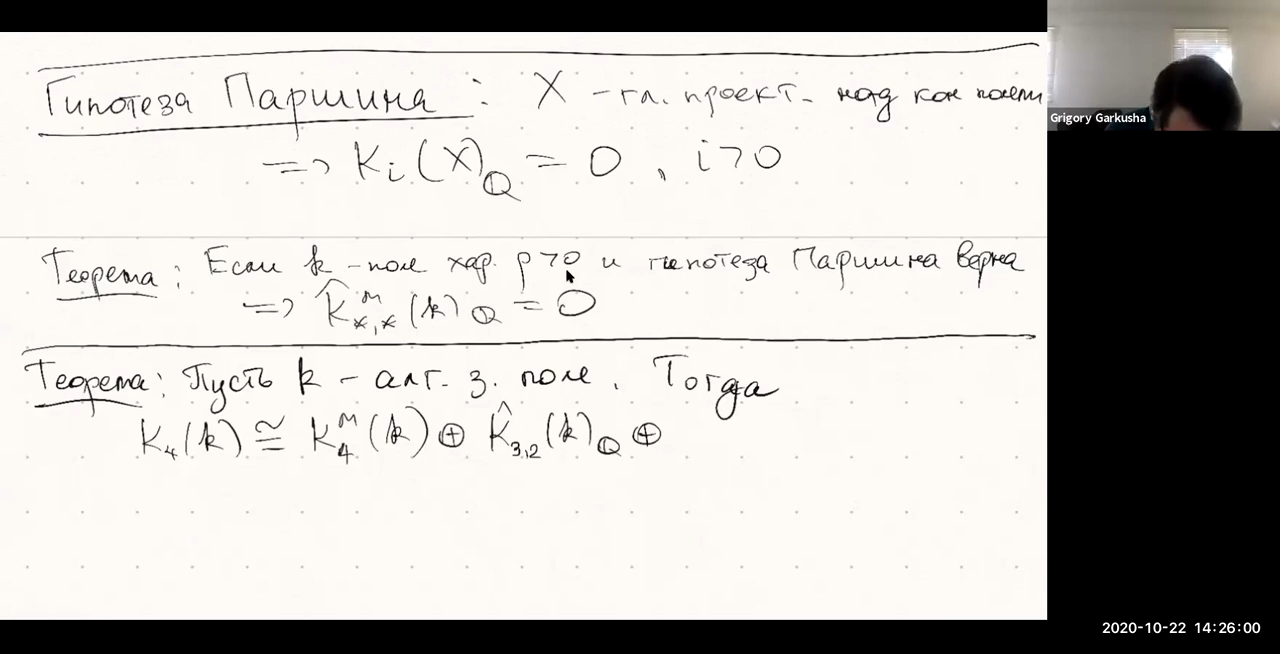 Гипотеза Паршина : X - гл. проект. над кон полем
=> K_i(X)_Q = 0 , i>0
Grigory Garkusha
Теорема : Если k - поле хар. p>0 и гипотеза Паршина верна
=> K̂^M_{*,*}(k)_Q = 0
Теорема : Пусть k - алг. з. поле . Тогда
K_4(k) ≅ K^M_4(k) ⊕ K̂_{3,2}(k)_Q ⊕
2020-10-22 14:26:00